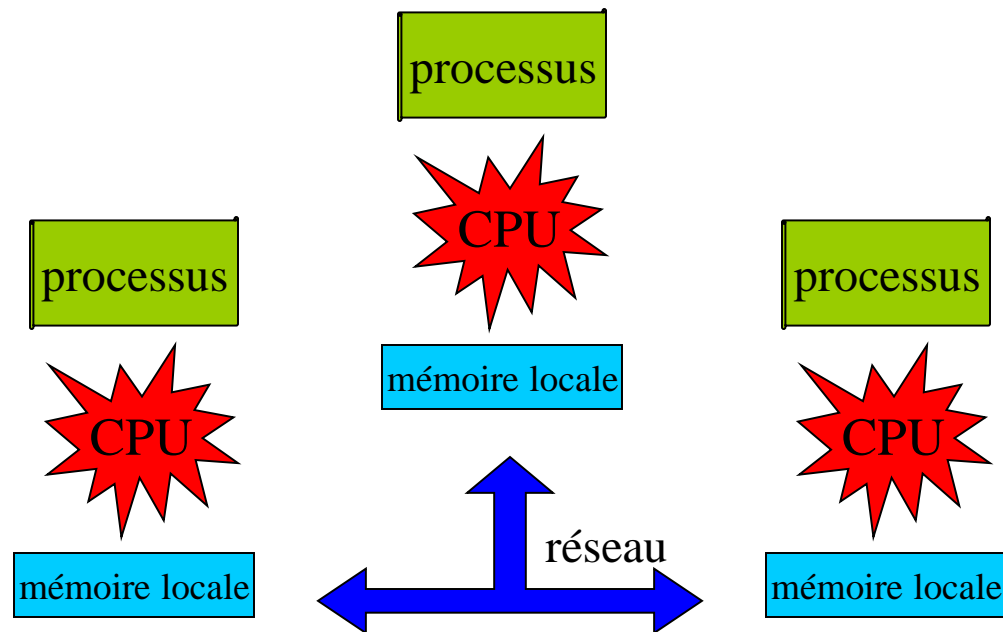 processus
CPU
mémoire locale
processus
CPU
mémoire locale
processus
CPU
mémoire locale
réseau